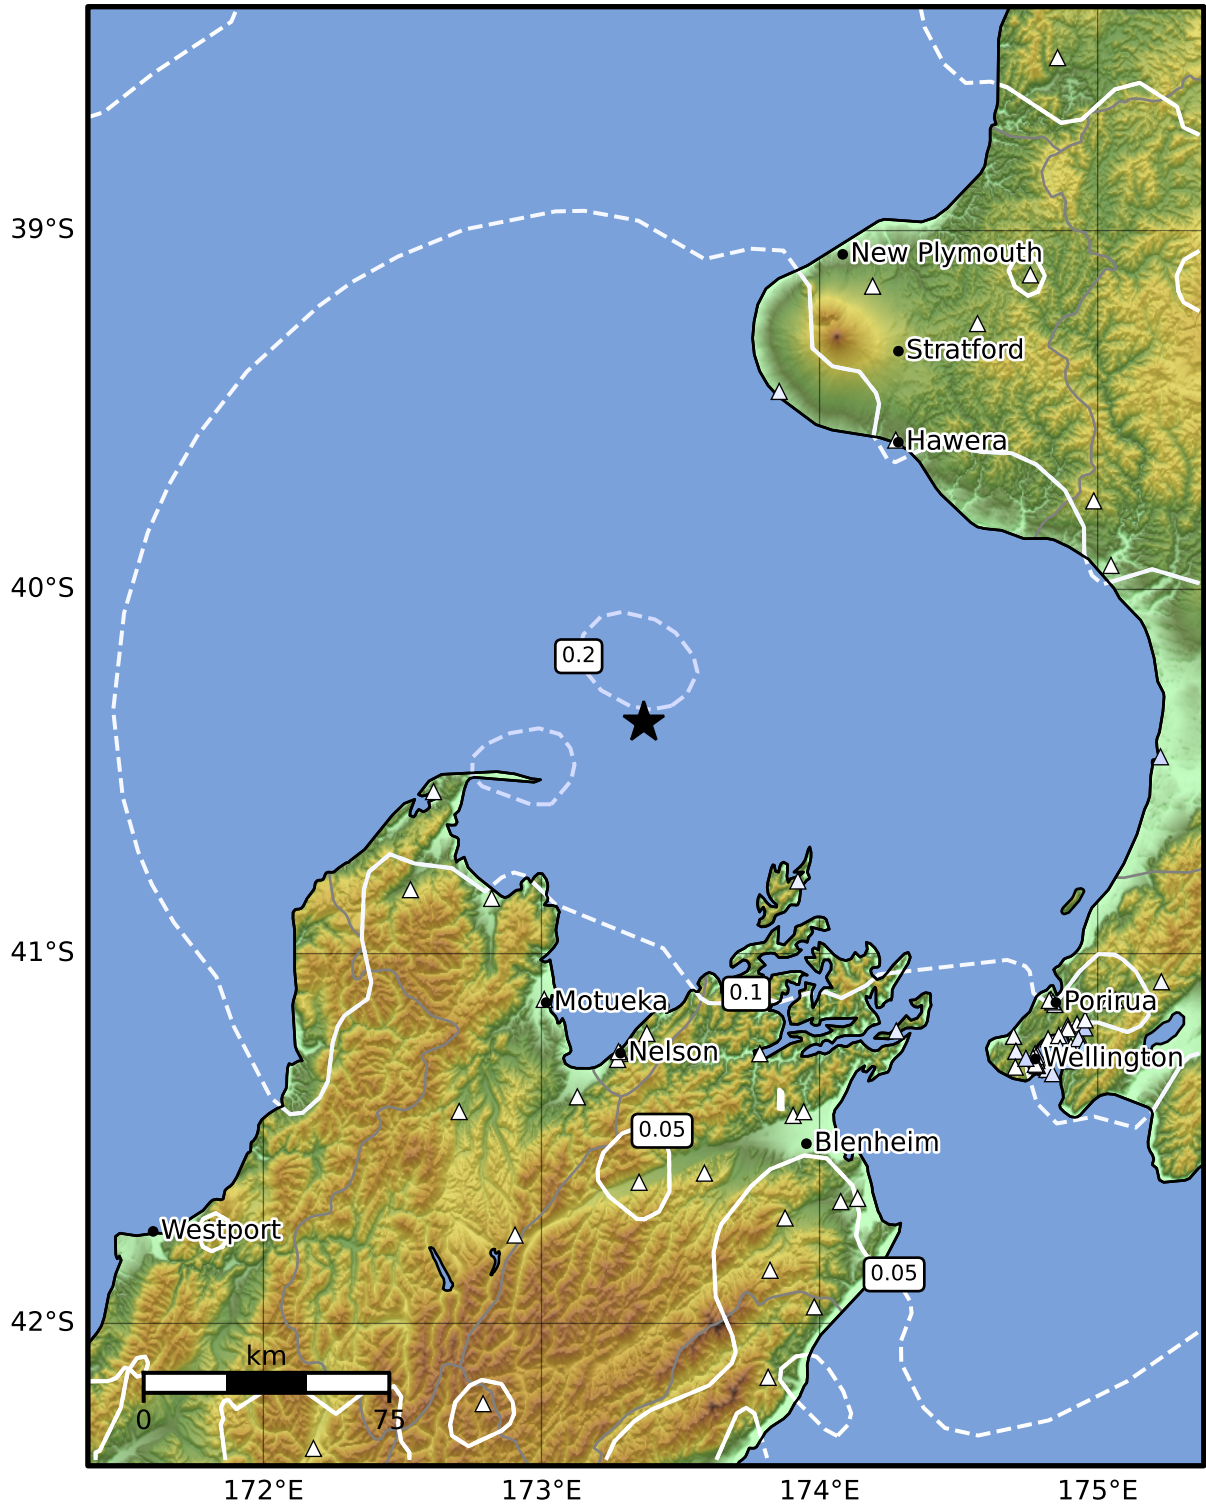 39°S
New Plymouth
Stratford
Hawera
40°S
0.2
41°S
0.1
Motueka
Porirua
Nelson
Wellington
0.05
Blenheim
Westport
0.05
42°S
km
0 75
172°E 173°E 174°E 175°E